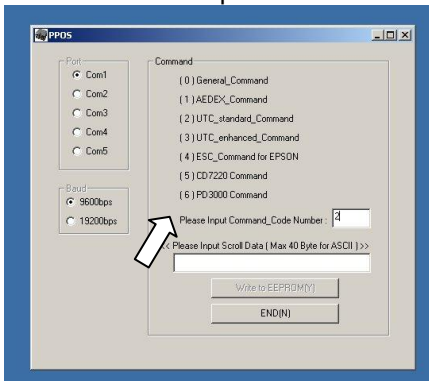 PPOS
Port
Com1
Com2
Com3
Com4
Com5
Baud
9600bps
19200bps
Command
( 0 ) General_Command
( 1 ) AEDEX_Command
( 2 ) UTC_standard_Command
( 3 ) UTC_enhanced_Command
( 4 ) ESC_Command for EPSON
( 5 ) CD7220 Command
( 6 ) PD3000 Command
Please Input Command_Code Number : 2
<< Please Input Scroll Data ( Max 40 Byte for ASCII ) >>
Write to EEPROM(Y)
END(N)